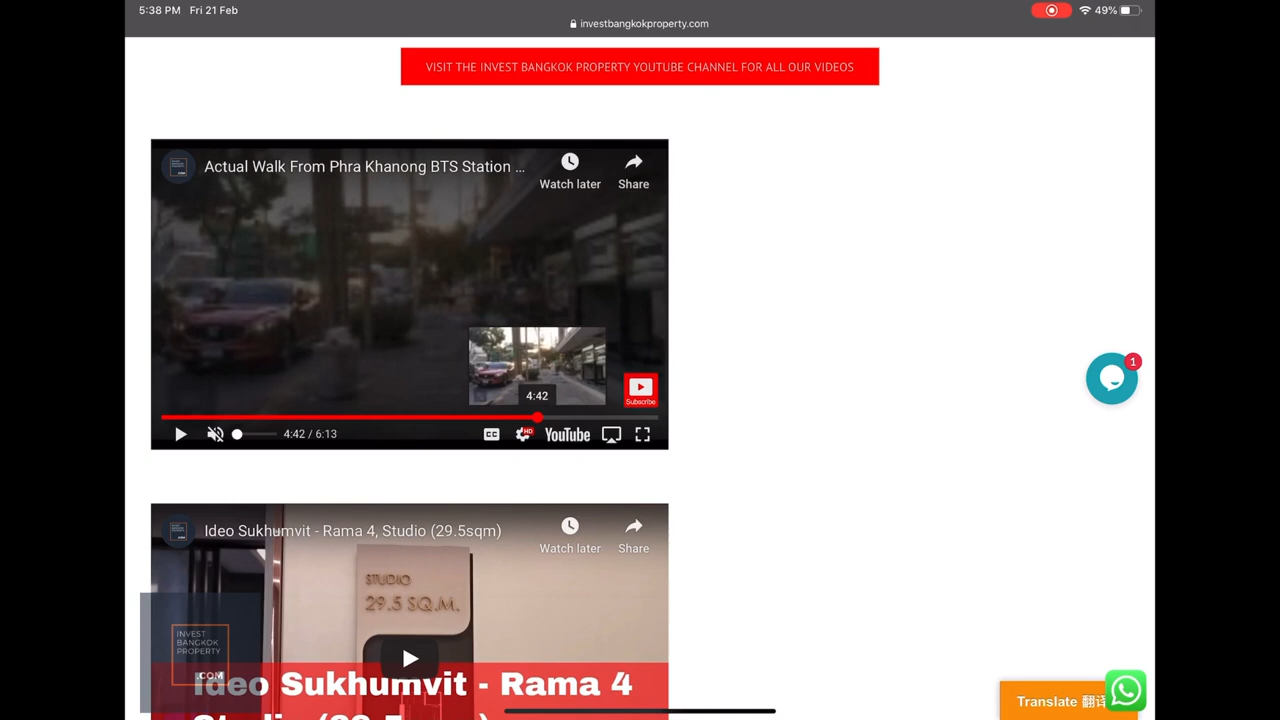 5:38 PM Fri 21 Feb
49%
investbangkokproperty.com
VISIT THE INVEST BANGKOK PROPERTY YOUTUBE CHANNEL FOR ALL OUR VIDEOS
Actual Walk From Phra Khanong BTS Station ...
Watch later
Share
4:42
Subscribe
4:42 / 6:13
CC
HD
YouTube
1
Ideo Sukhumvit - Rama 4, Studio (29.5sqm)
Watch later
Share
STUDIO
29.5 SQ.M.
INVEST
BANGKOK
PROPERTY
.COM
Ideo Sukhumvit - Rama 4
Translate 翻译